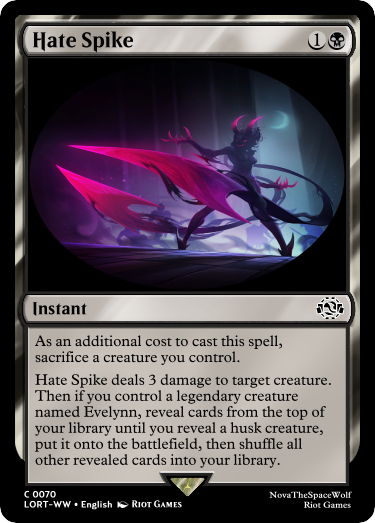 Hate Spike 1
Instant
As an additional cost to cast this spell,
sacrifice a creature you control.
Hate Spike deals 3 damage to target creature.
Then if you control a legendary creature
named Evelynn, reveal cards from the top of
your library until you reveal a husk creature,
put it onto the battlefield, then shuffle all
other revealed cards into your library.
C 0070
LORT-WW • English Riot Games
NovaTheSpaceWolf
Riot Games